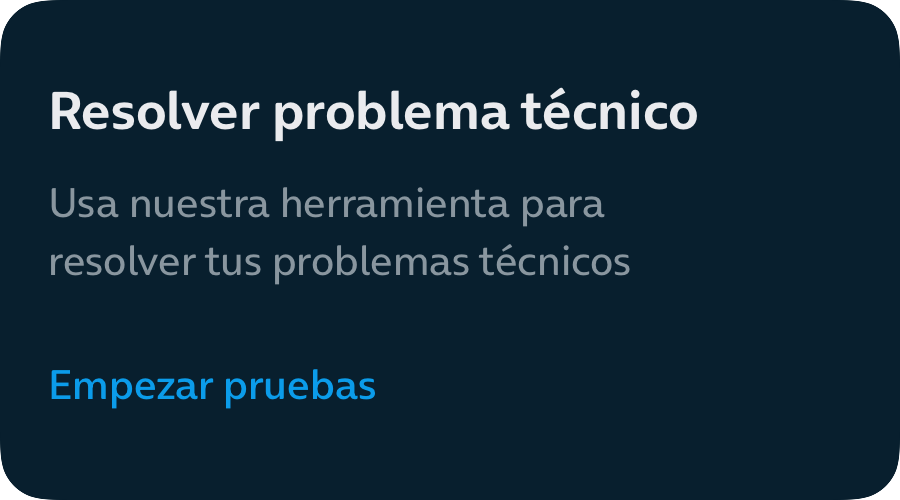 Resolver problema técnico
Usa nuestra herramienta para
resolver tus problemas técnicos
Empezar pruebas